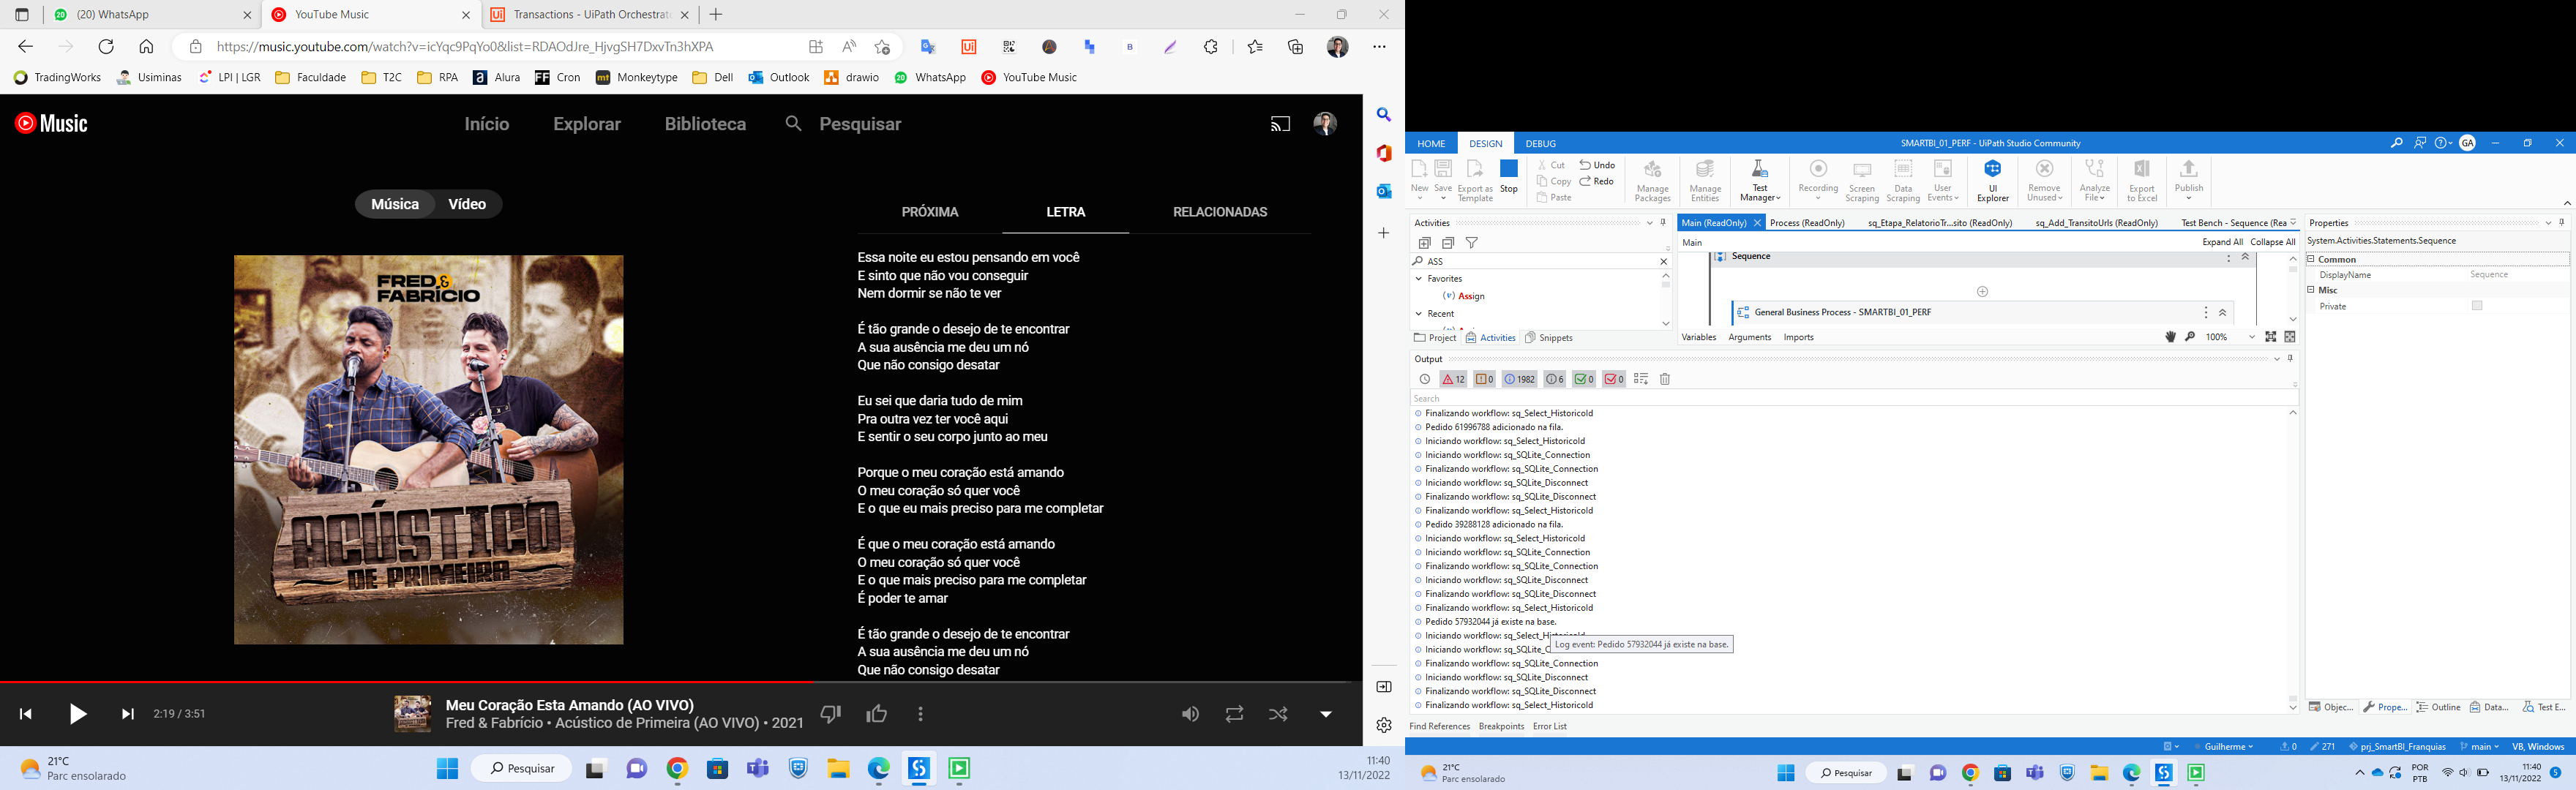 (20) WhatsApp
YouTube Music
Transactions - UiPath Orchestrat
https://music.youtube.com/watch?v=icYqc9PqYo0&list=RDAOdJre_HjvgSH7DxvTn3hXPA
TradingWorks
Usiminas
LPI | LGR
Faculdade
T2C
RPA
Alura
Cron
Monkeytype
Dell
Outlook
drawio
WhatsApp
YouTube Music
Music
Início
Explorar
Biblioteca
Pesquisar
Música
Vídeo
PRÓXIMA
LETRA
RELACIONADAS
FRED &
FABRÍCIO
ACÚSTICO
DE PRIMEIRA
Essa noite eu estou pensando em você
E sinto que não vou conseguir
Nem dormir se não te ver
É tão grande o desejo de te encontrar
A sua ausência me deu um nó
Que não consigo desatar
Eu sei que daria tudo de mim
Pra outra vez ter você aqui
E sentir o seu corpo junto ao meu
Porque o meu coração está amando
O meu coração só quer você
E o que eu mais preciso para me completar
É que o meu coração está amando
O meu coração só quer você
E o que mais preciso para me completar
É poder te amar
É tão grande o desejo de te encontrar
A sua ausência me deu um nó
Que não consigo desatar
2:19 / 3:51
Meu Coração Esta Amando (AO VIVO)
Fred & Fabrício • Acústico de Primeira (AO VIVO) • 2021
21°C
Parc ensolarado
Pesquisar
11:40
13/11/2022
HOME
DESIGN
DEBUG
SMARTBI_01_PERF - UiPath Studio Community
GA
New
Save
Export as Template
Stop
Cut
Copy
Paste
Undo
Redo
Manage Packages
Manage Entities
Test Manager
Recording
Screen Scraping
Data Scraping
User Events
UI Explorer
Remove Unused
Analyze File
Export to Excel
Publish
Activities
ASS
Favorites
Assign
Recent
Project
Activities
Snippets
Main (ReadOnly)
Process (ReadOnly)
sq_Etapa_RelatorioTr...sito (ReadOnly)
sq_Add_TransitoUrls (ReadOnly)
Test Bench - Sequence (Rea
Main
Expand All
Collapse All
Sequence
General Business Process - SMARTBI_01_PERF
Variables
Arguments
Imports
100%
Properties
System.Activities.Statements.Sequence
Common
DisplayName
Sequence
Misc
Private
Output
12
0
1982
6
0
0
Search
Finalizando workflow: sq_Select_HistoricoId
Pedido 61996788 adicionado na fila.
Iniciando workflow: sq_Select_HistoricoId
Iniciando workflow: sq_SQLite_Connection
Finalizando workflow: sq_SQLite_Connection
Iniciando workflow: sq_SQLite_Disconnect
Finalizando workflow: sq_SQLite_Disconnect
Finalizando workflow: sq_Select_HistoricoId
Pedido 39288128 adicionado na fila.
Iniciando workflow: sq_Select_HistoricoId
Iniciando workflow: sq_SQLite_Connection
Finalizando workflow: sq_SQLite_Connection
Iniciando workflow: sq_SQLite_Disconnect
Finalizando workflow: sq_SQLite_Disconnect
Finalizando workflow: sq_Select_HistoricoId
Pedido 57932044 já existe na base.
Iniciando workflow: sq_Select_HistoricoId
Iniciando workflow: sq_SQLite_C
Log event: Pedido 57932044 já existe na base.
Finalizando workflow: sq_SQLite_Connection
Iniciando workflow: sq_SQLite_Disconnect
Finalizando workflow: sq_SQLite_Disconnect
Finalizando workflow: sq_Select_HistoricoId
Find References
Breakpoints
Error List
Objec...
Prope...
Outline
Data...
Test E...
Guilherme
0
271
prj_SmartBI_Franquias
main
VB, Windows
21°C
Parc ensolarado
Pesquisar
POR
PTB
11:40
13/11/2022
5